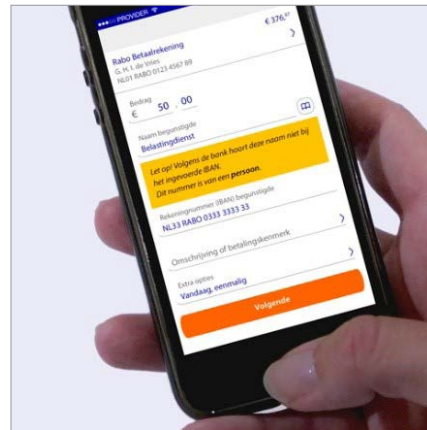 PROVIDER
€ 376,41
Rabo Betaalrekening
G. H. I. de Vries
NL01 RABO 0123 4567 89
Bedrag
€ 50 . 00
Naam begunstigde
Belastingdienst
Let op! Volgens de bank hoort deze naam niet bij
het ingevoerde IBAN.
Dit nummer is van een persoon.
Rekeningnummer (IBAN) begunstigde
NL33 RABO 0333 3333 33
Omschrijving of betalingskenmerk
Extra opties
Vandaag, eenmalig
Volgende